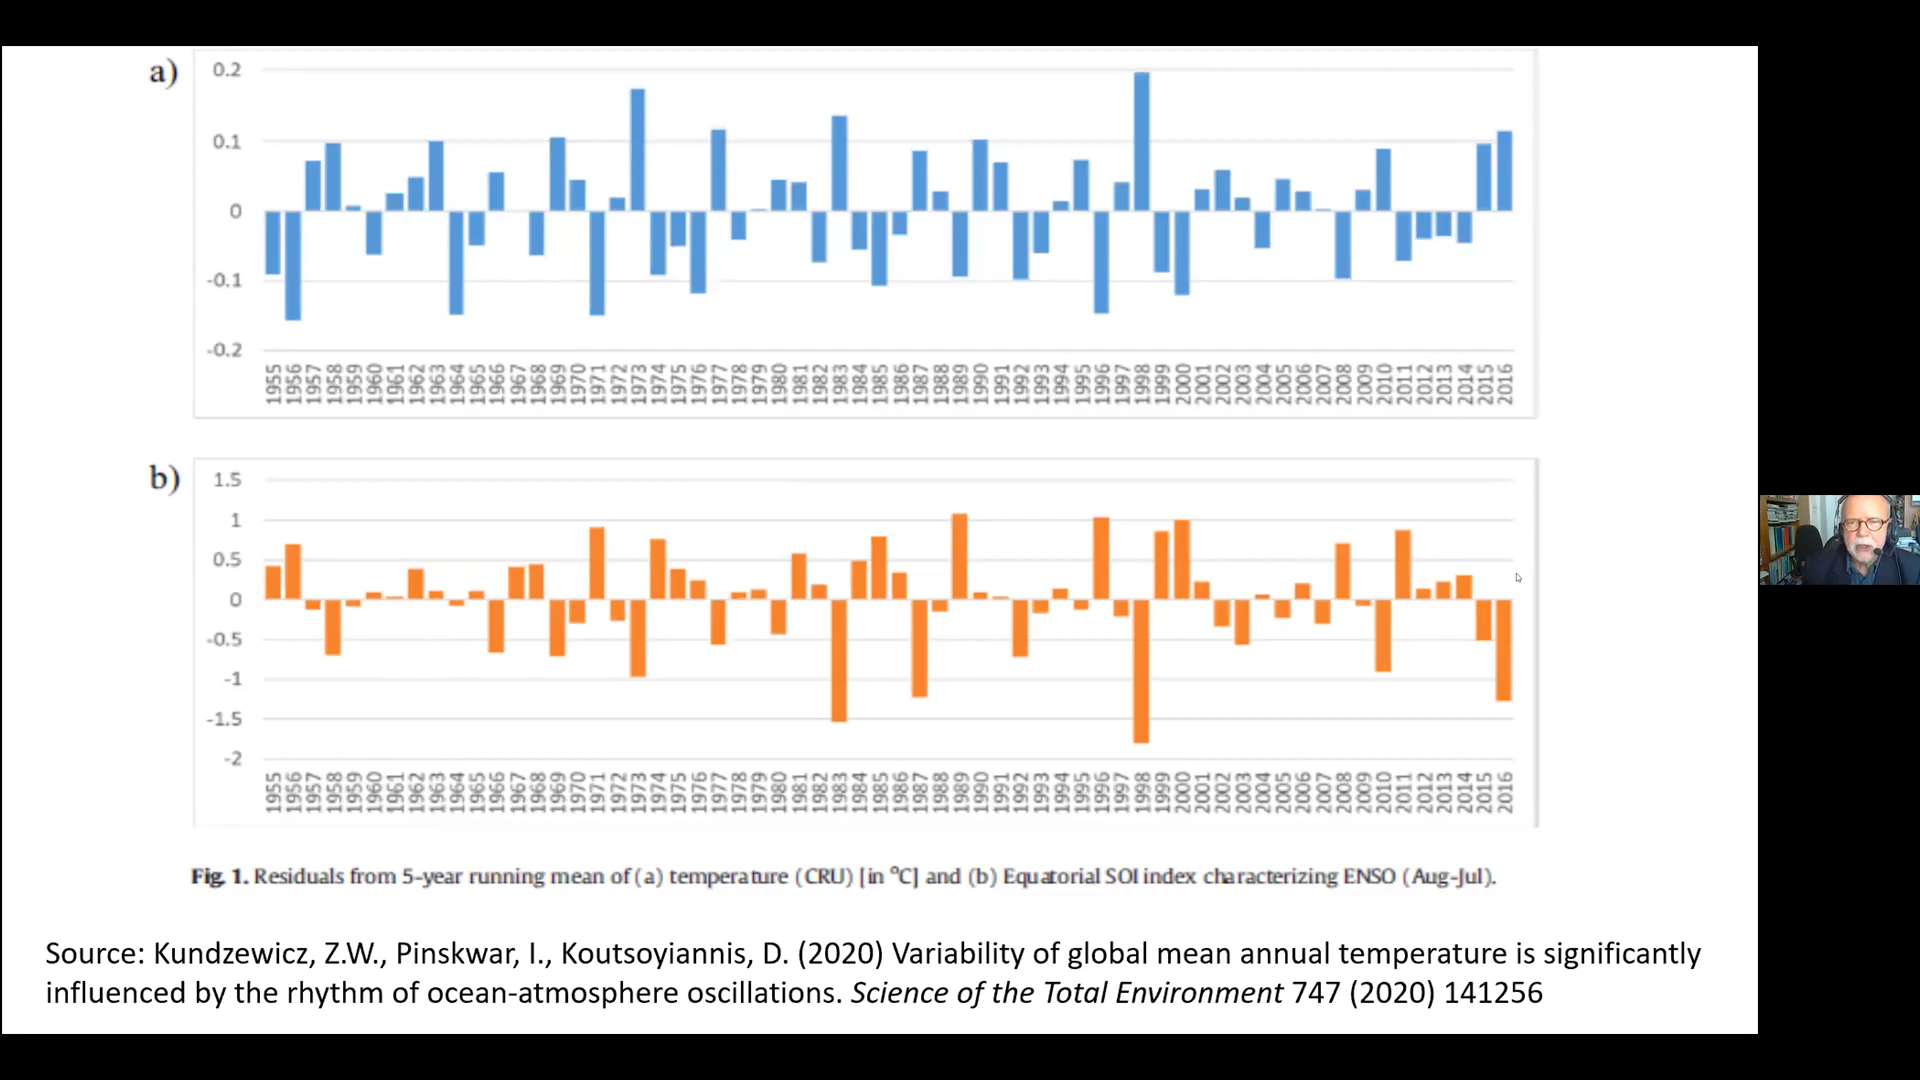 a)
0.2
0.1
0
-0.1
-0.2
1955 1956 1957 1958 1959 1960 1961 1962 1963 1964 1965 1966 1967 1968 1969 1970 1971 1972 1973 1974 1975 1976 1977 1978 1979 1980 1981 1982 1983 1984 1985 1986 1987 1988 1989 1990 1991 1992 1993 1994 1995 1996 1997 1998 1999 2000 2001 2002 2003 2004 2005 2006 2007 2008 2009 2010 2011 2012 2013 2014 2015 2016
b)
1.5
1
0.5
0
-0.5
-1
-1.5
-2
1955 1956 1957 1958 1959 1960 1961 1962 1963 1964 1965 1966 1967 1968 1969 1970 1971 1972 1973 1974 1975 1976 1977 1978 1979 1980 1981 1982 1983 1984 1985 1986 1987 1988 1989 1990 1991 1992 1993 1994 1995 1996 1997 1998 1999 2000 2001 2002 2003 2004 2005 2006 2007 2008 2009 2010 2011 2012 2013 2014 2015 2016
Fig. 1. Residuals from 5-year running mean of (a) temperature (CRU) [in °C] and (b) Equatorial SOI index characterizing ENSO (Aug-Jul).
Source: Kundzewicz, Z.W., Pinskwar, I., Koutsoyiannis, D. (2020) Variability of global mean annual temperature is significantly
influenced by the rhythm of ocean-atmosphere oscillations. Science of the Total Environment 747 (2020) 141256